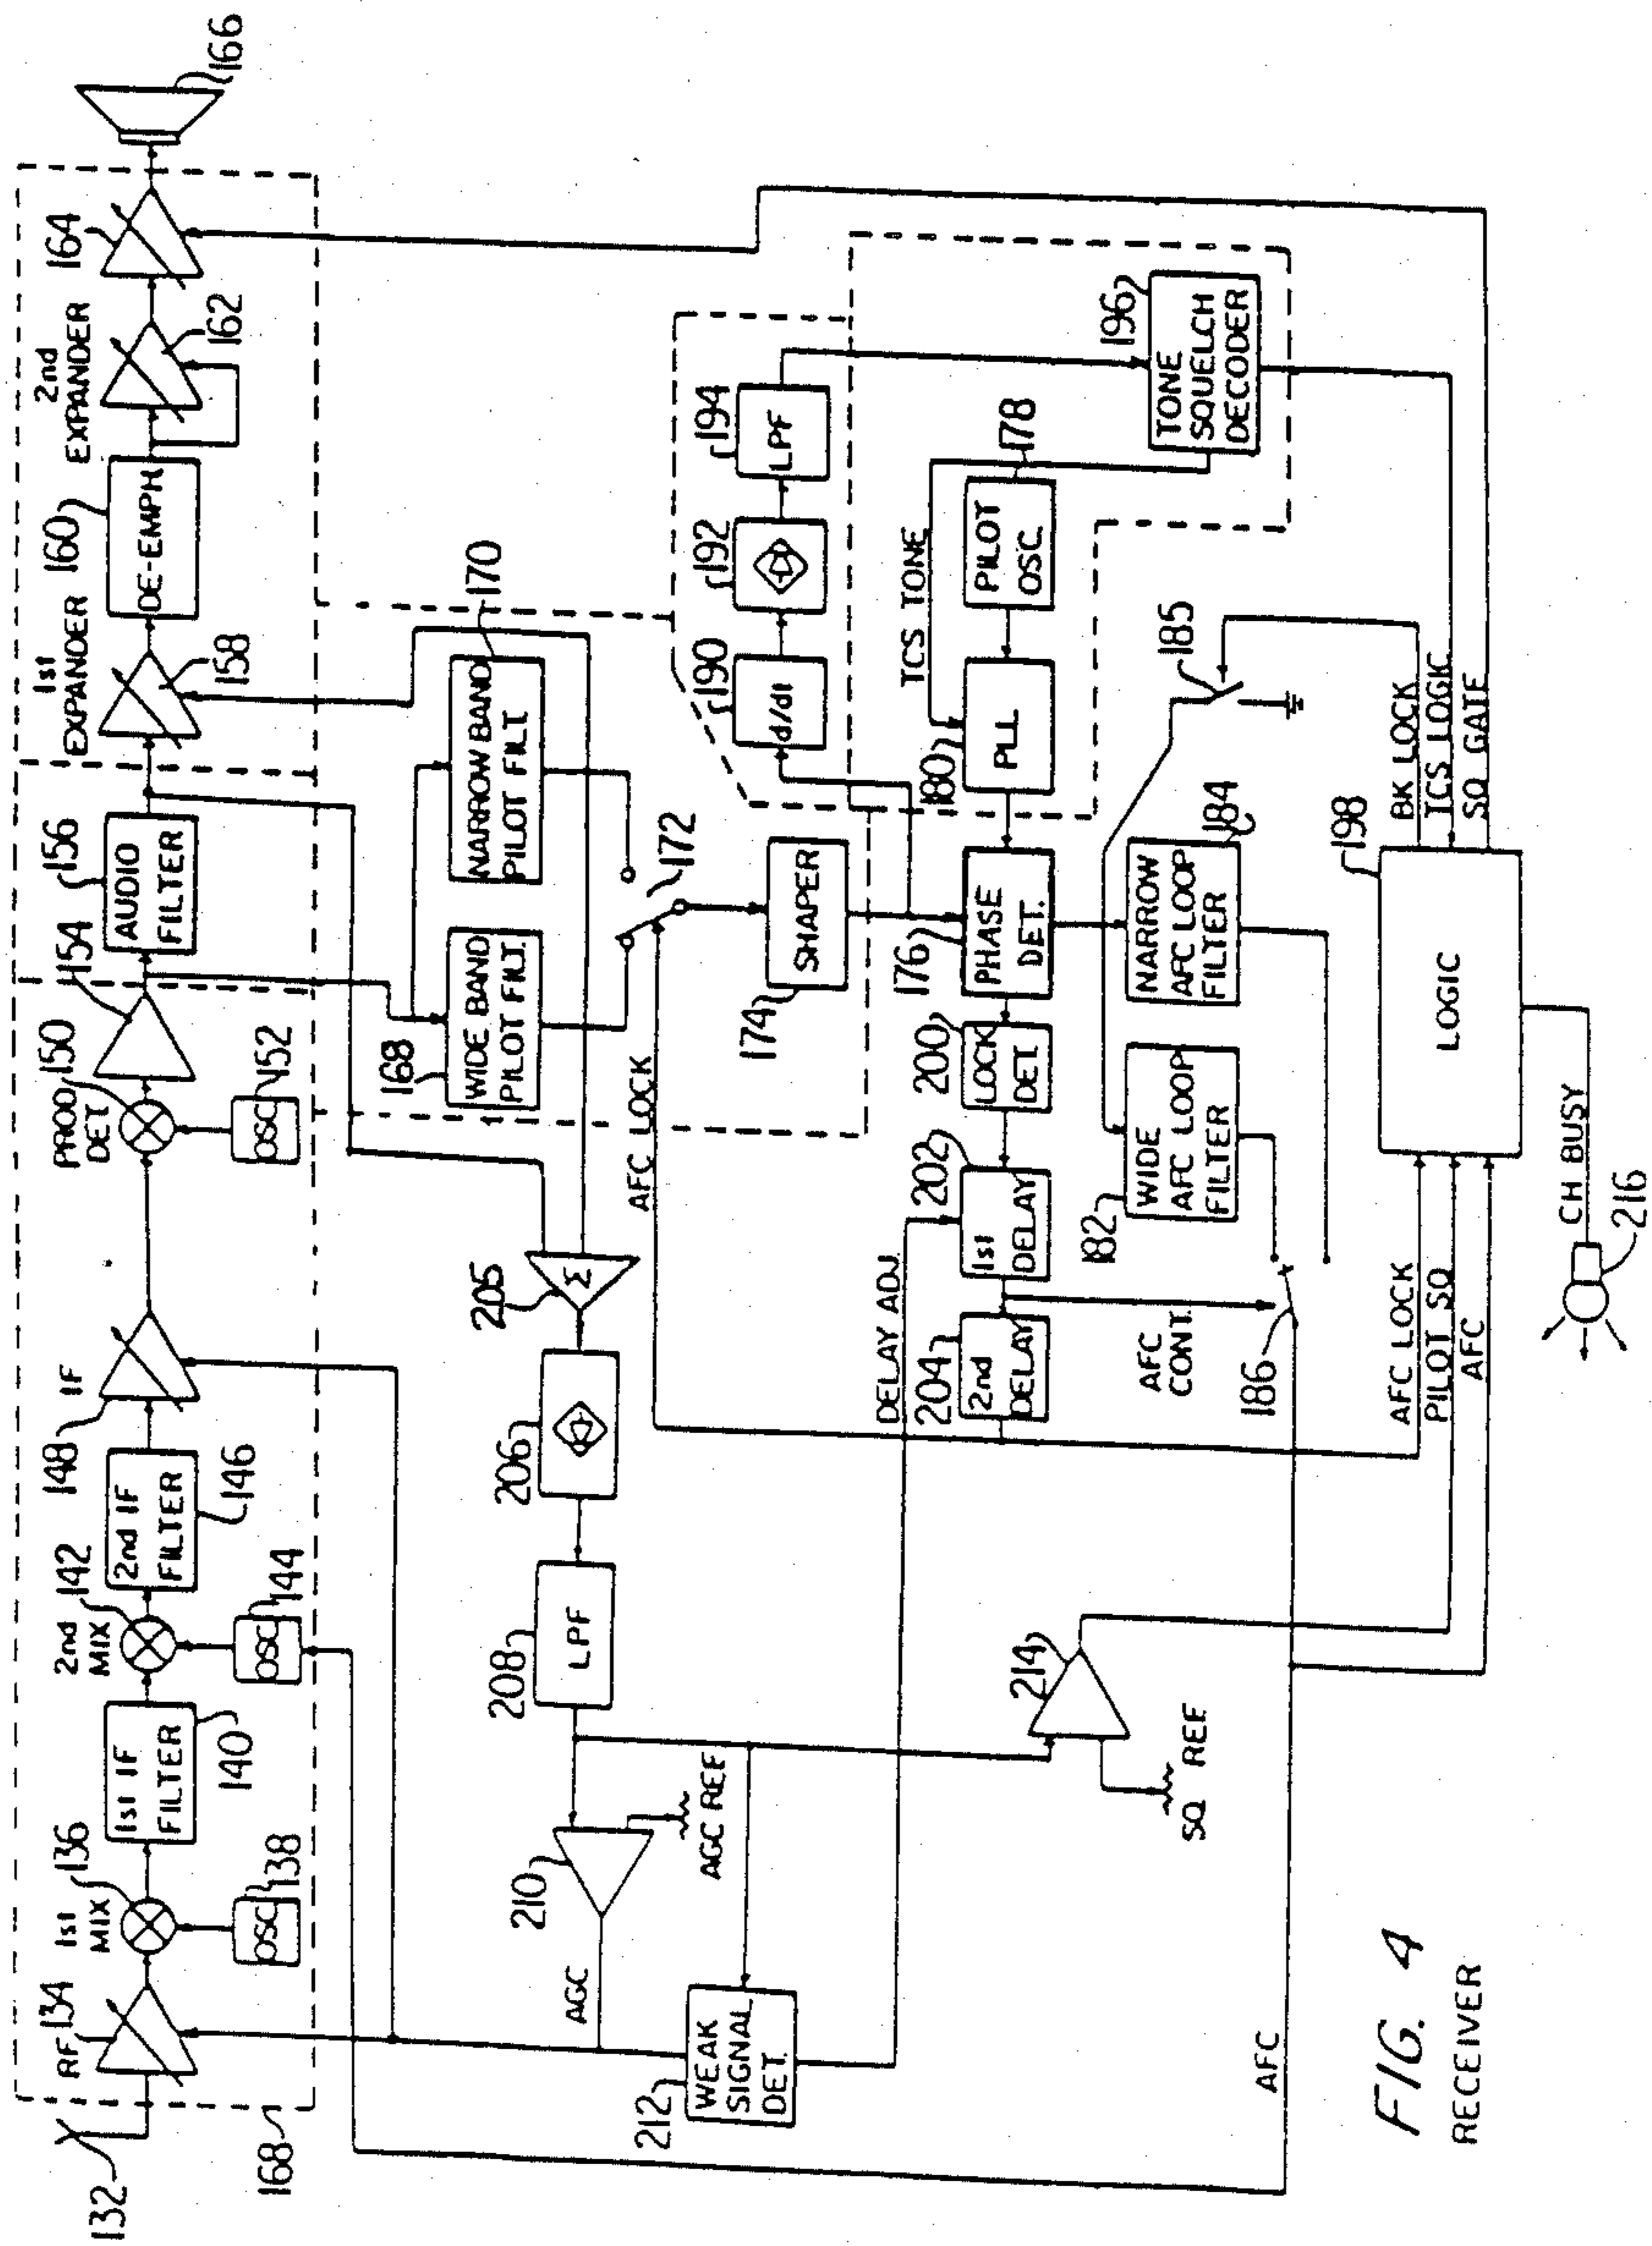 132
168
RF
134
1st
MIX
136
OSC
138
1st IF
FILTER
140
2nd
MIX
142
OSC
144
2nd IF
FILTER
146
148
IF
PROD
DET
150
OSC
152
154
156
AUDIO
FILTER
1st
EXPANDER
158
160
DE-EMPH
2nd
EXPANDER
162
164
166
168
WIDE BAND
PILOT FILT.
170
NARROW BAND
PILOT FILT
172
174
SHAPER
AFC LOCK
205
Σ
206
208
LPF
210
AGC REF
AGC
212
WEAK
SIGNAL
DET.
190
d/dt
192
194
LPF
196
TONE
SQUELCH
DECODER
TCS TONE
178
PILOT
OSC.
180
PLL
176
PHASE
DET.
200
LOCK
DET.
202
1st
DELAY
204
2nd
DELAY
DELAY ADJ.
AFC
CONT.
182
WIDE
AFC LOOP
FILTER
184
NARROW
AFC LOOP
FILTER
185
186
214
SQ REF
AFC LOCK
PILOT SQ
AFC
198
LOGIC
BK LOCK
TCS LOGIC
SQ GATE
CH BUSY
216
AFC
FIG. 4
RECEIVER